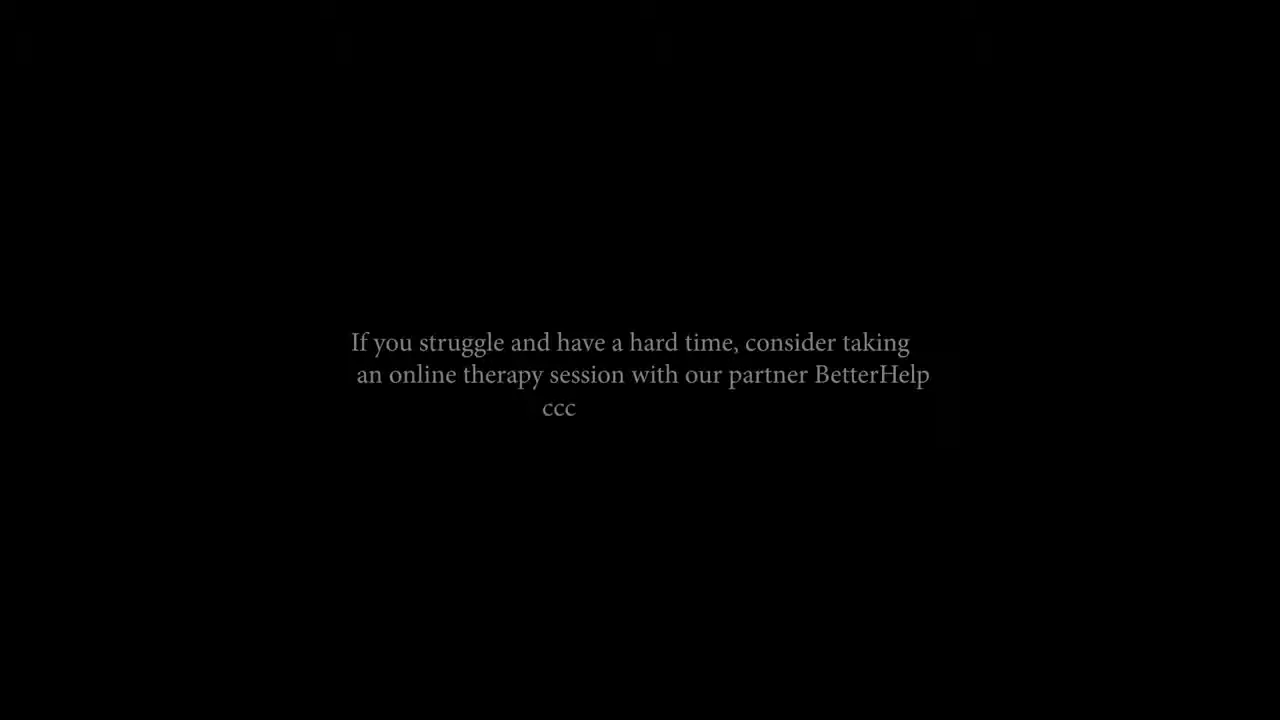 If you struggle and have a hard time, consider taking
an online therapy session with our partner BetterHelp
ccc